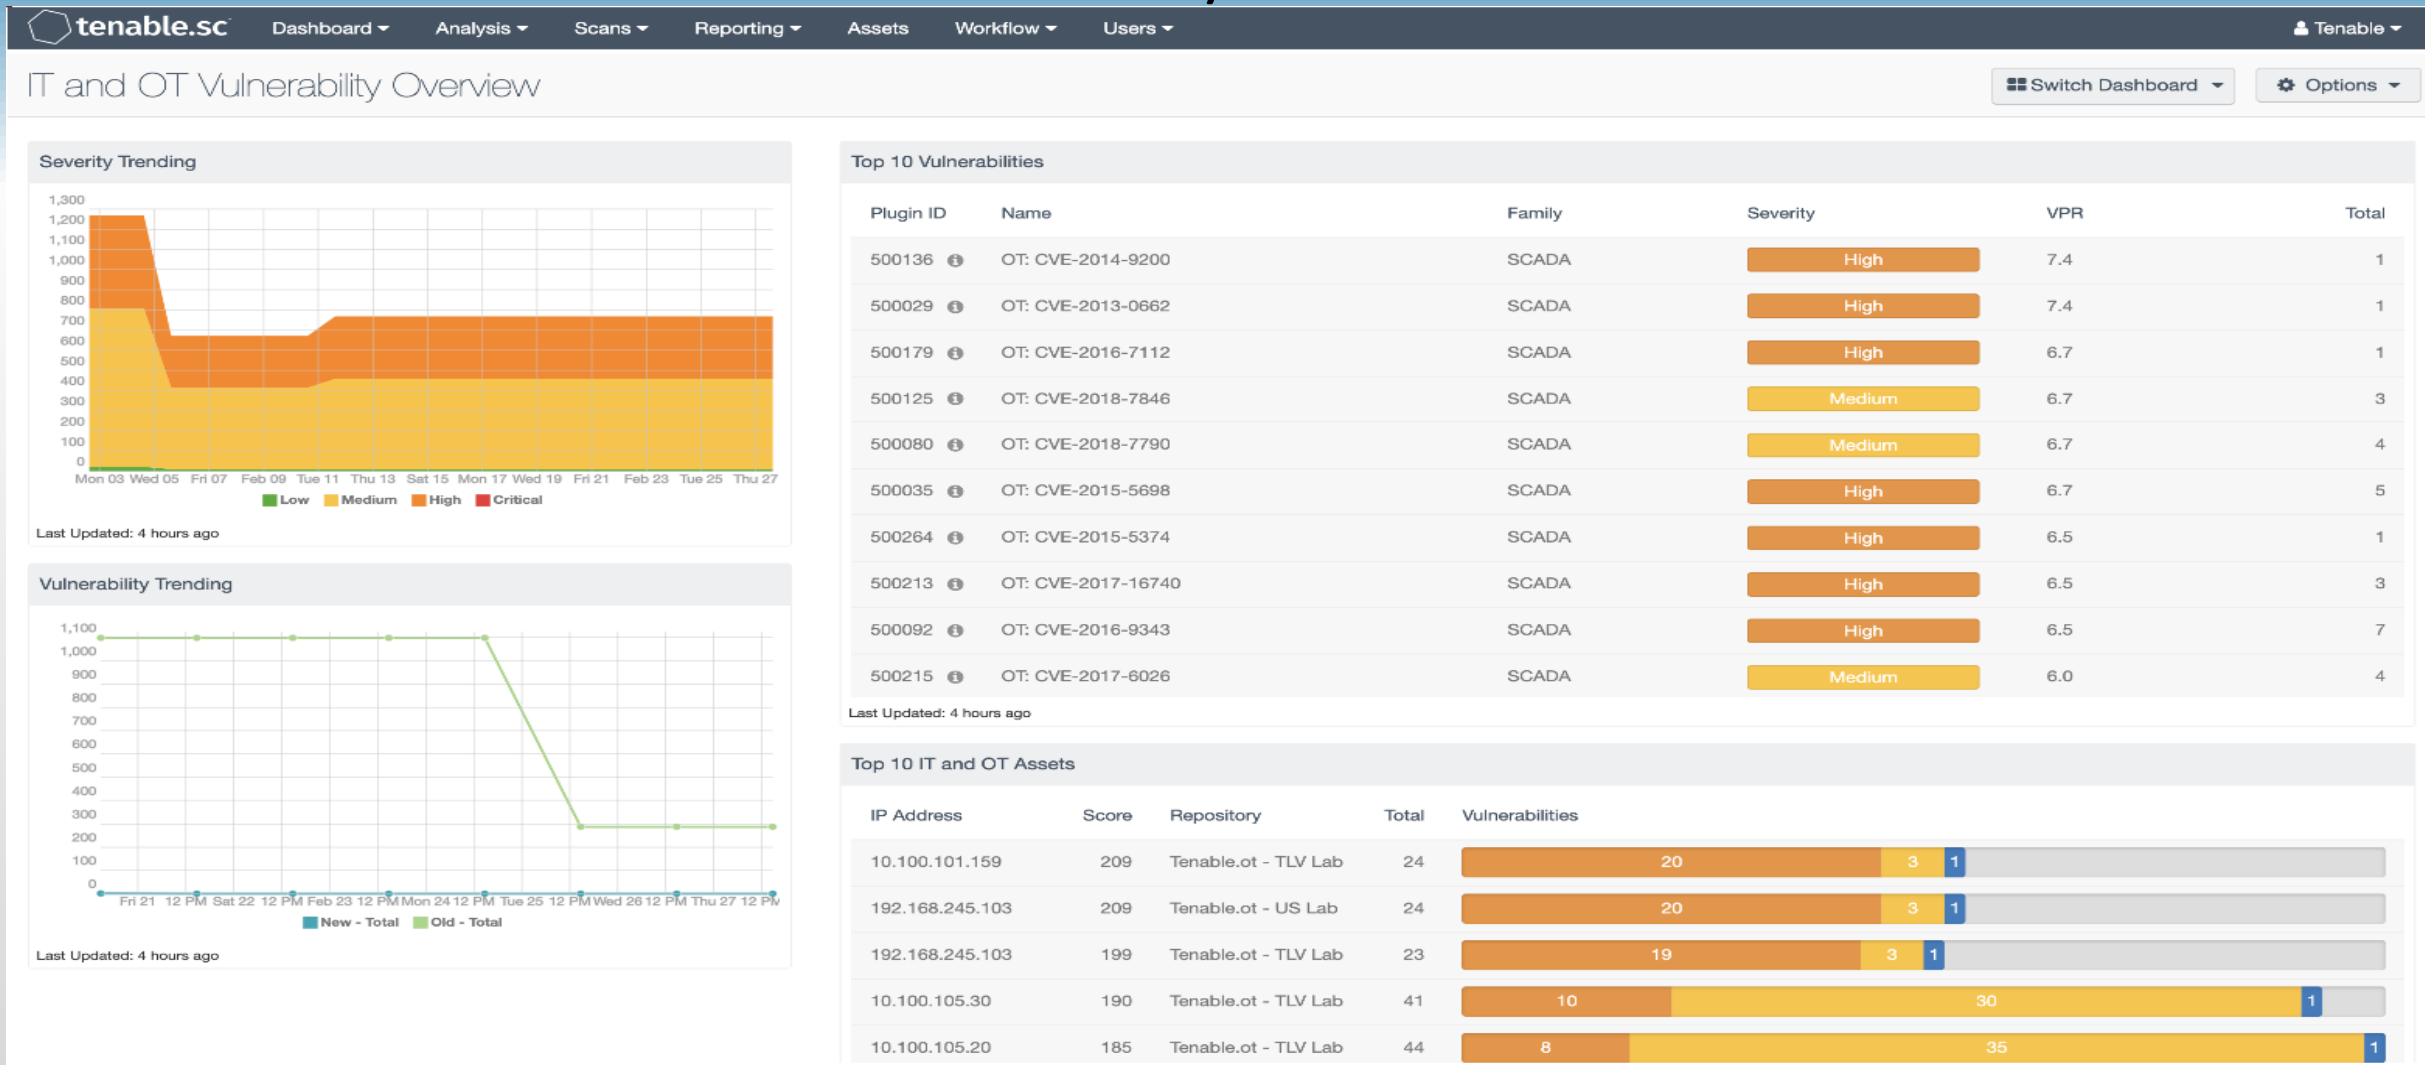 tenable.sc Dashboard Analysis Scans Reporting Assets Workflow Users Tenable
IT and OT Vulnerability Overview
Switch Dashboard Options
Severity Trending
1,300
1,200
1,100
1,000
900
800
700
600
500
400
300
200
100
0
Mon 03 Wed 05 Fri 07 Feb 09 Tue 11 Thu 13 Sat 15 Mon 17 Wed 19 Fri 21 Feb 23 Tue 25 Thu 27
Low Medium High Critical
Last Updated: 4 hours ago
Vulnerability Trending
1,100
1,000
900
800
700
600
500
400
300
200
100
0
Fri 21 12 PM Sat 22 12 PM Feb 23 12 PM Mon 24 12 PM Tue 25 12 PM Wed 26 12 PM Thu 27 12 PM
New - Total Old - Total
Last Updated: 4 hours ago
Top 10 Vulnerabilities
Plugin ID Name Family Severity VPR Total
500136 OT: CVE-2014-9200 SCADA High 7.4 1
500029 OT: CVE-2013-0662 SCADA High 7.4 1
500179 OT: CVE-2016-7112 SCADA High 6.7 1
500125 OT: CVE-2018-7846 SCADA Medium 6.7 3
500080 OT: CVE-2018-7790 SCADA Medium 6.7 4
500035 OT: CVE-2015-5698 SCADA High 6.7 5
500264 OT: CVE-2015-5374 SCADA High 6.5 1
500213 OT: CVE-2017-16740 SCADA High 6.5 3
500092 OT: CVE-2016-9343 SCADA High 6.5 7
500215 OT: CVE-2017-6026 SCADA Medium 6.0 4
Last Updated: 4 hours ago
Top 10 IT and OT Assets
IP Address Score Repository Total Vulnerabilities
10.100.101.159 209 Tenable.ot - TLV Lab 24 20 3 1
192.168.245.103 209 Tenable.ot - US Lab 24 20 3 1
192.168.245.103 199 Tenable.ot - TLV Lab 23 19 3 1
10.100.105.30 190 Tenable.ot - TLV Lab 41 10 30 1
10.100.105.20 185 Tenable.ot - TLV Lab 44 8 35 1